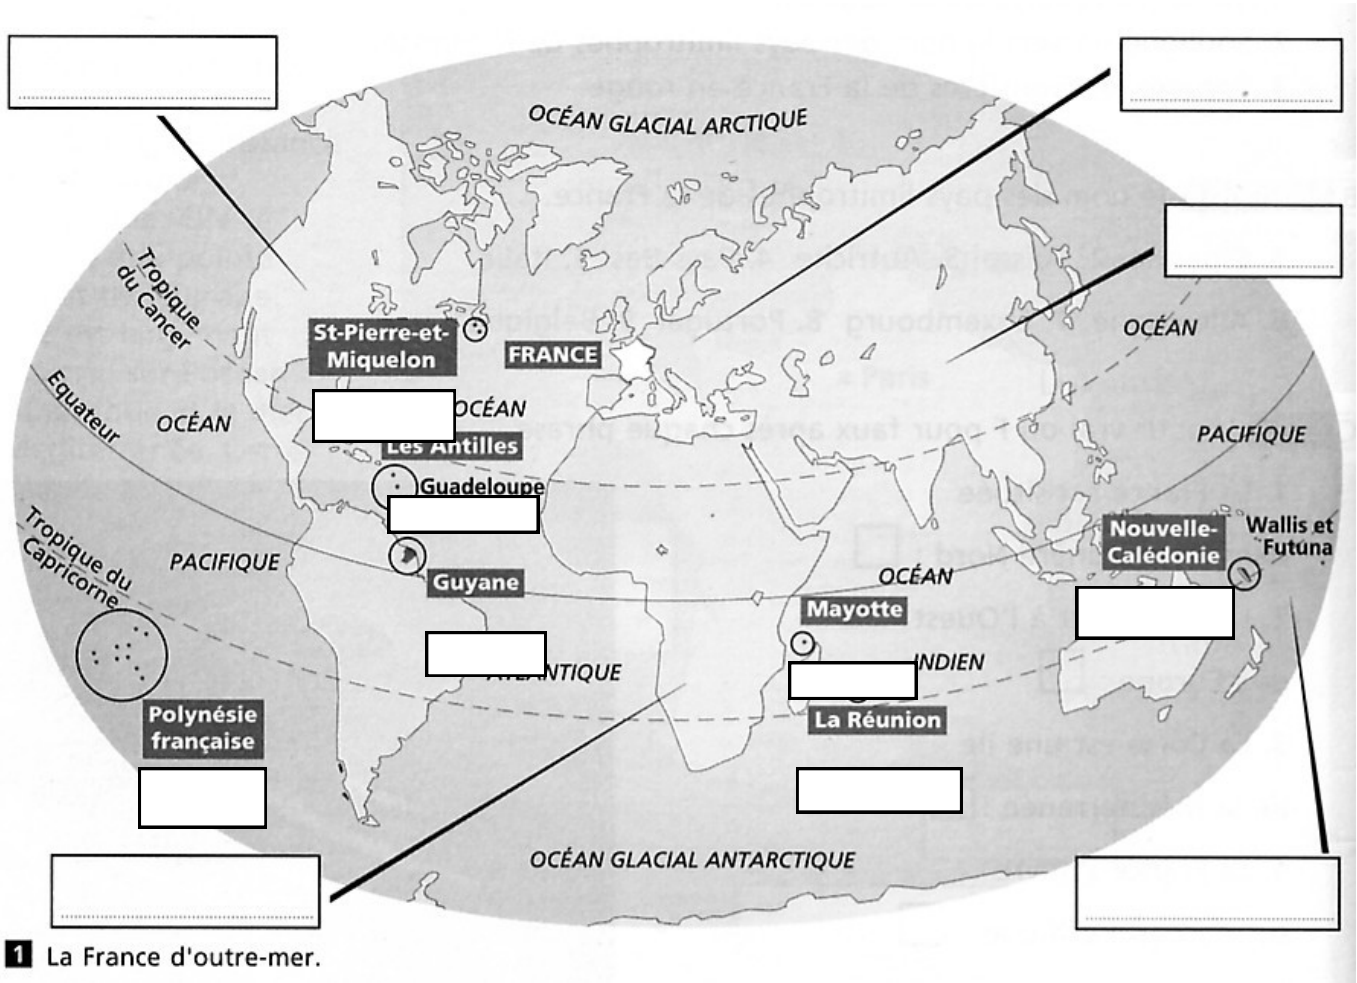 OCÉAN GLACIAL ARCTIQUE
Tropique
du Cancer
St-Pierre-et-
Miquelon
FRANCE
OCÉAN
Equateur
OCÉAN
OCÉAN
PACIFIQUE
Les Antilles
Guadeloupe
Tropique du
Capricorne
PACIFIQUE
Guyane
OCÉAN
Nouvelle-
Calédonie
Wallis et
Futuna
Mayotte
ATLANTIQUE
INDIEN
Polynésie
française
La Réunion
OCÉAN GLACIAL ANTARCTIQUE
1 La France d'outre-mer.